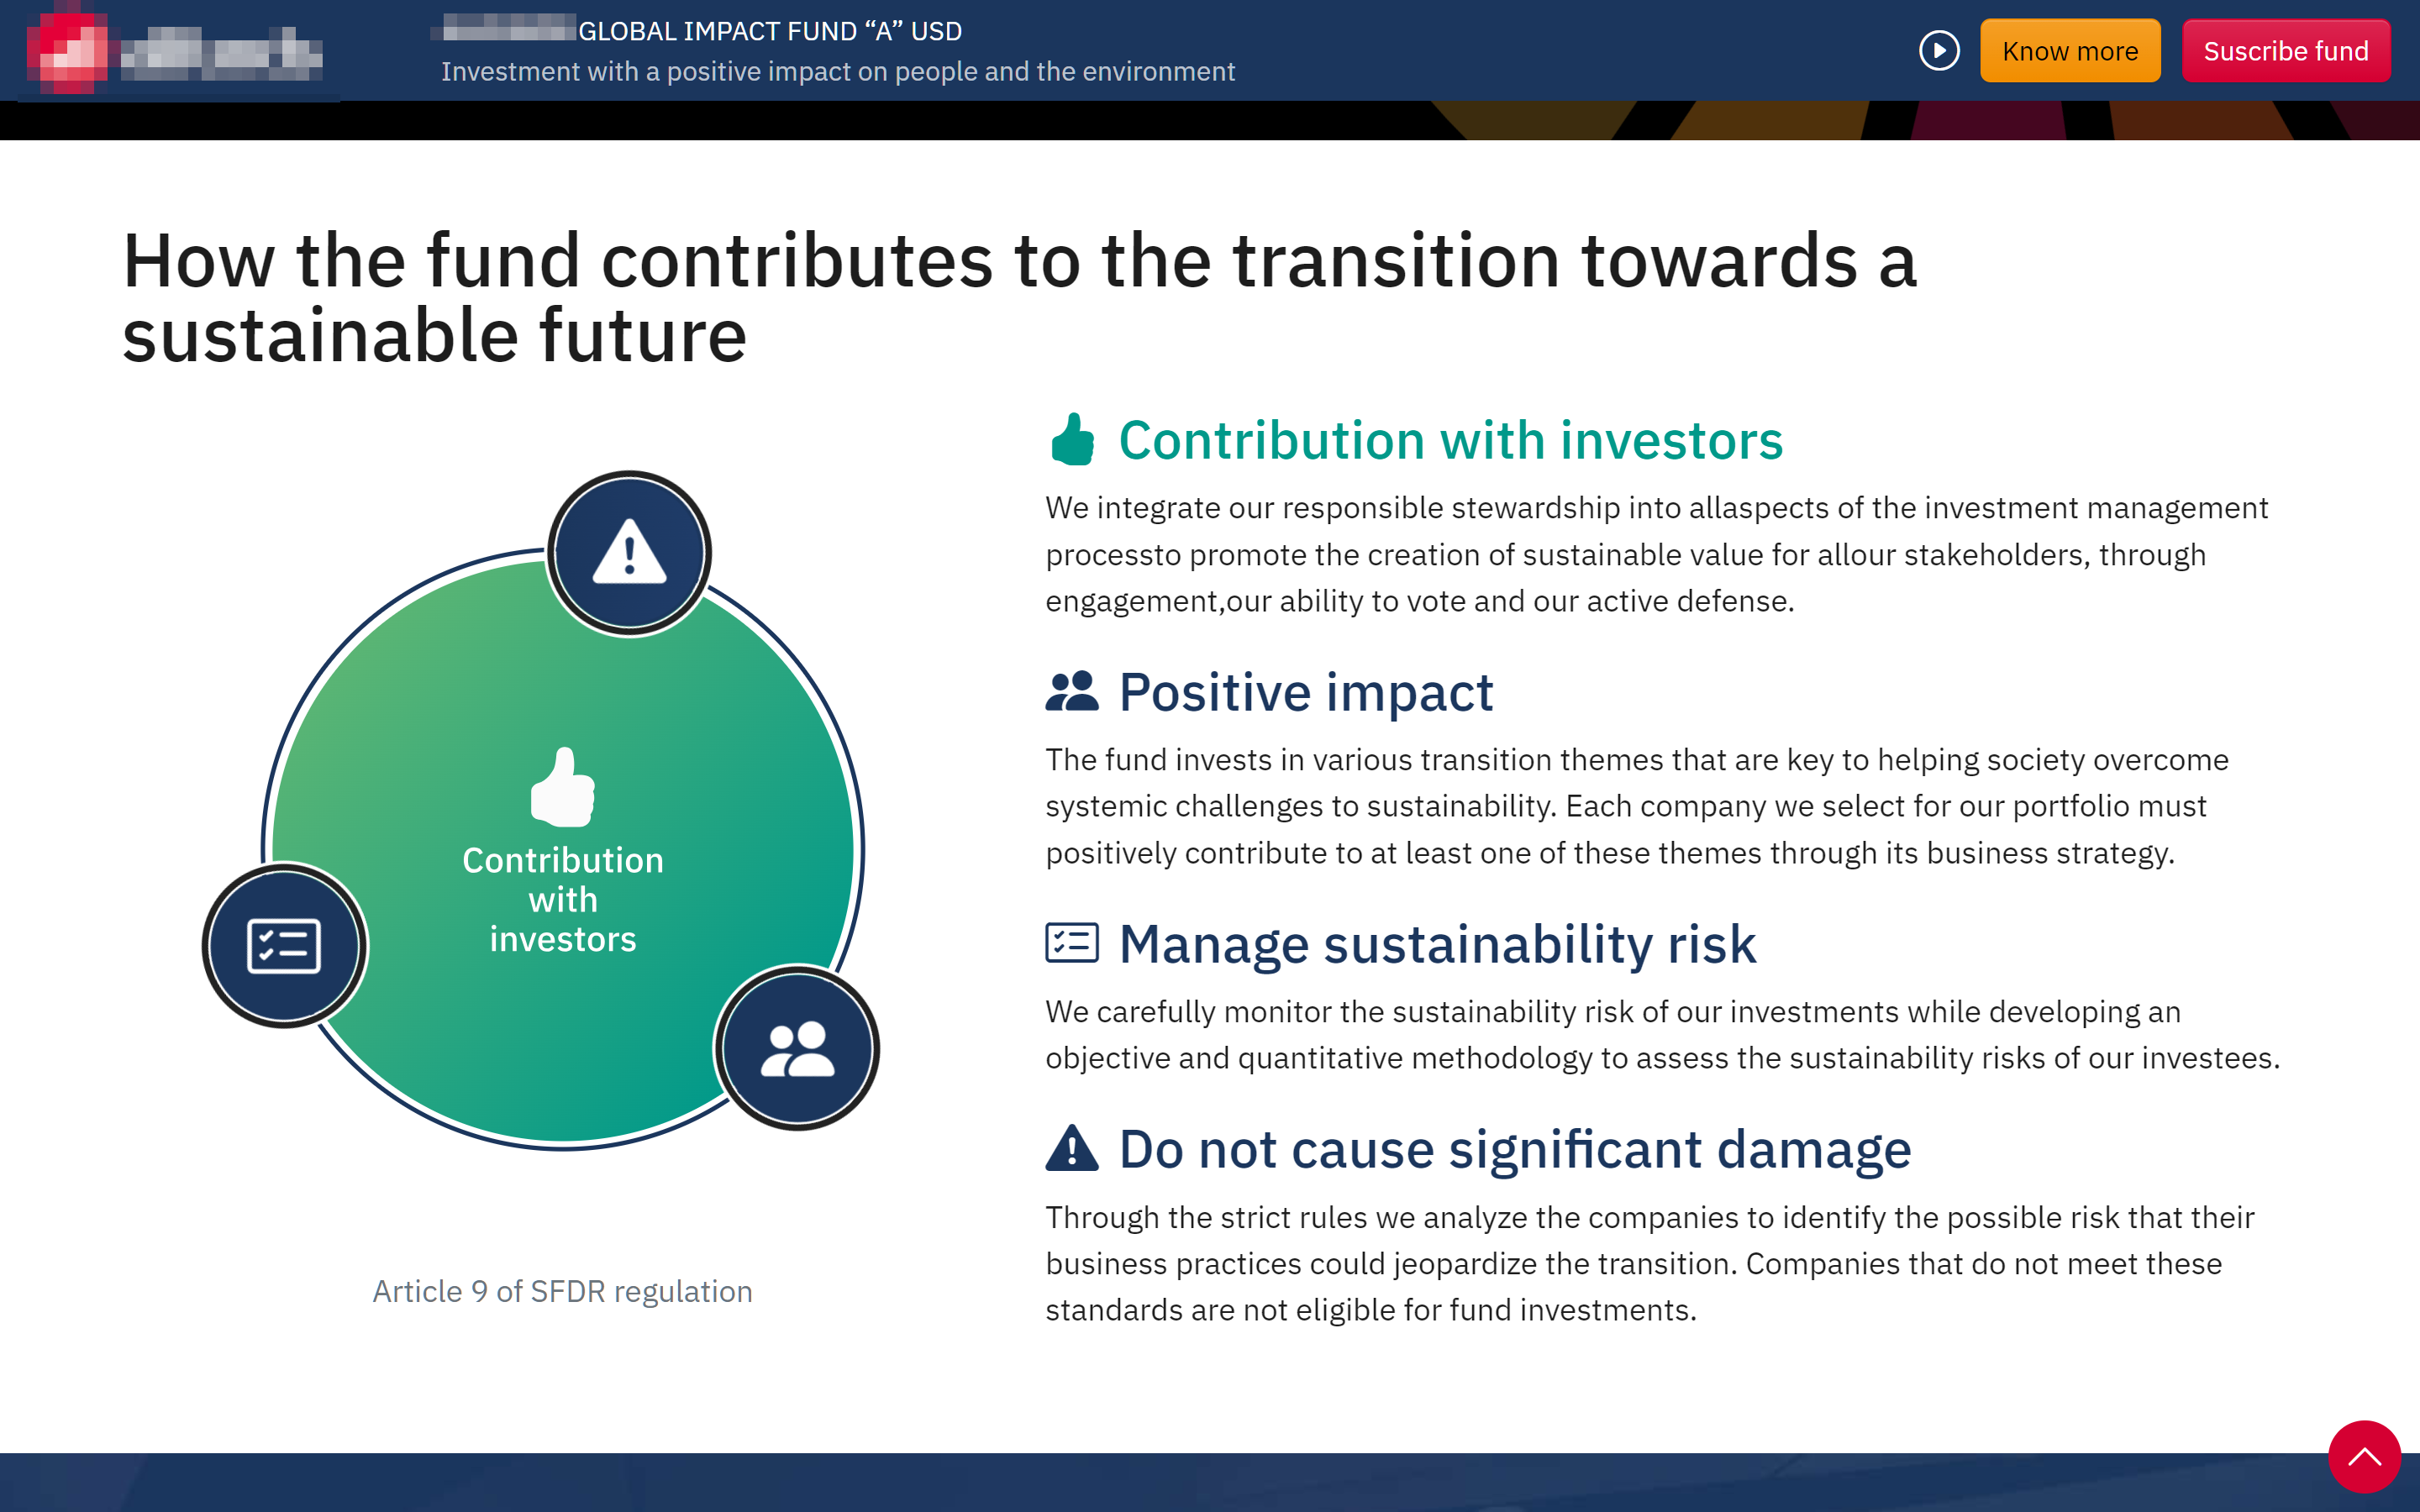 GLOBAL IMPACT FUND “A” USD
Investment with a positive impact on people and the environment
Know more
Suscribe fund
How the fund contributes to the transition towards a
sustainable future
Contribution
with
investors
Article 9 of SFDR regulation
Contribution with investors
We integrate our responsible stewardship into allaspects of the investment management
processto promote the creation of sustainable value for allour stakeholders, through
engagement,our ability to vote and our active defense.
Positive impact
The fund invests in various transition themes that are key to helping society overcome
systemic challenges to sustainability. Each company we select for our portfolio must
positively contribute to at least one of these themes through its business strategy.
Manage sustainability risk
We carefully monitor the sustainability risk of our investments while developing an
objective and quantitative methodology to assess the sustainability risks of our investees.
Do not cause significant damage
Through the strict rules we analyze the companies to identify the possible risk that their
business practices could jeopardize the transition. Companies that do not meet these
standards are not eligible for fund investments.